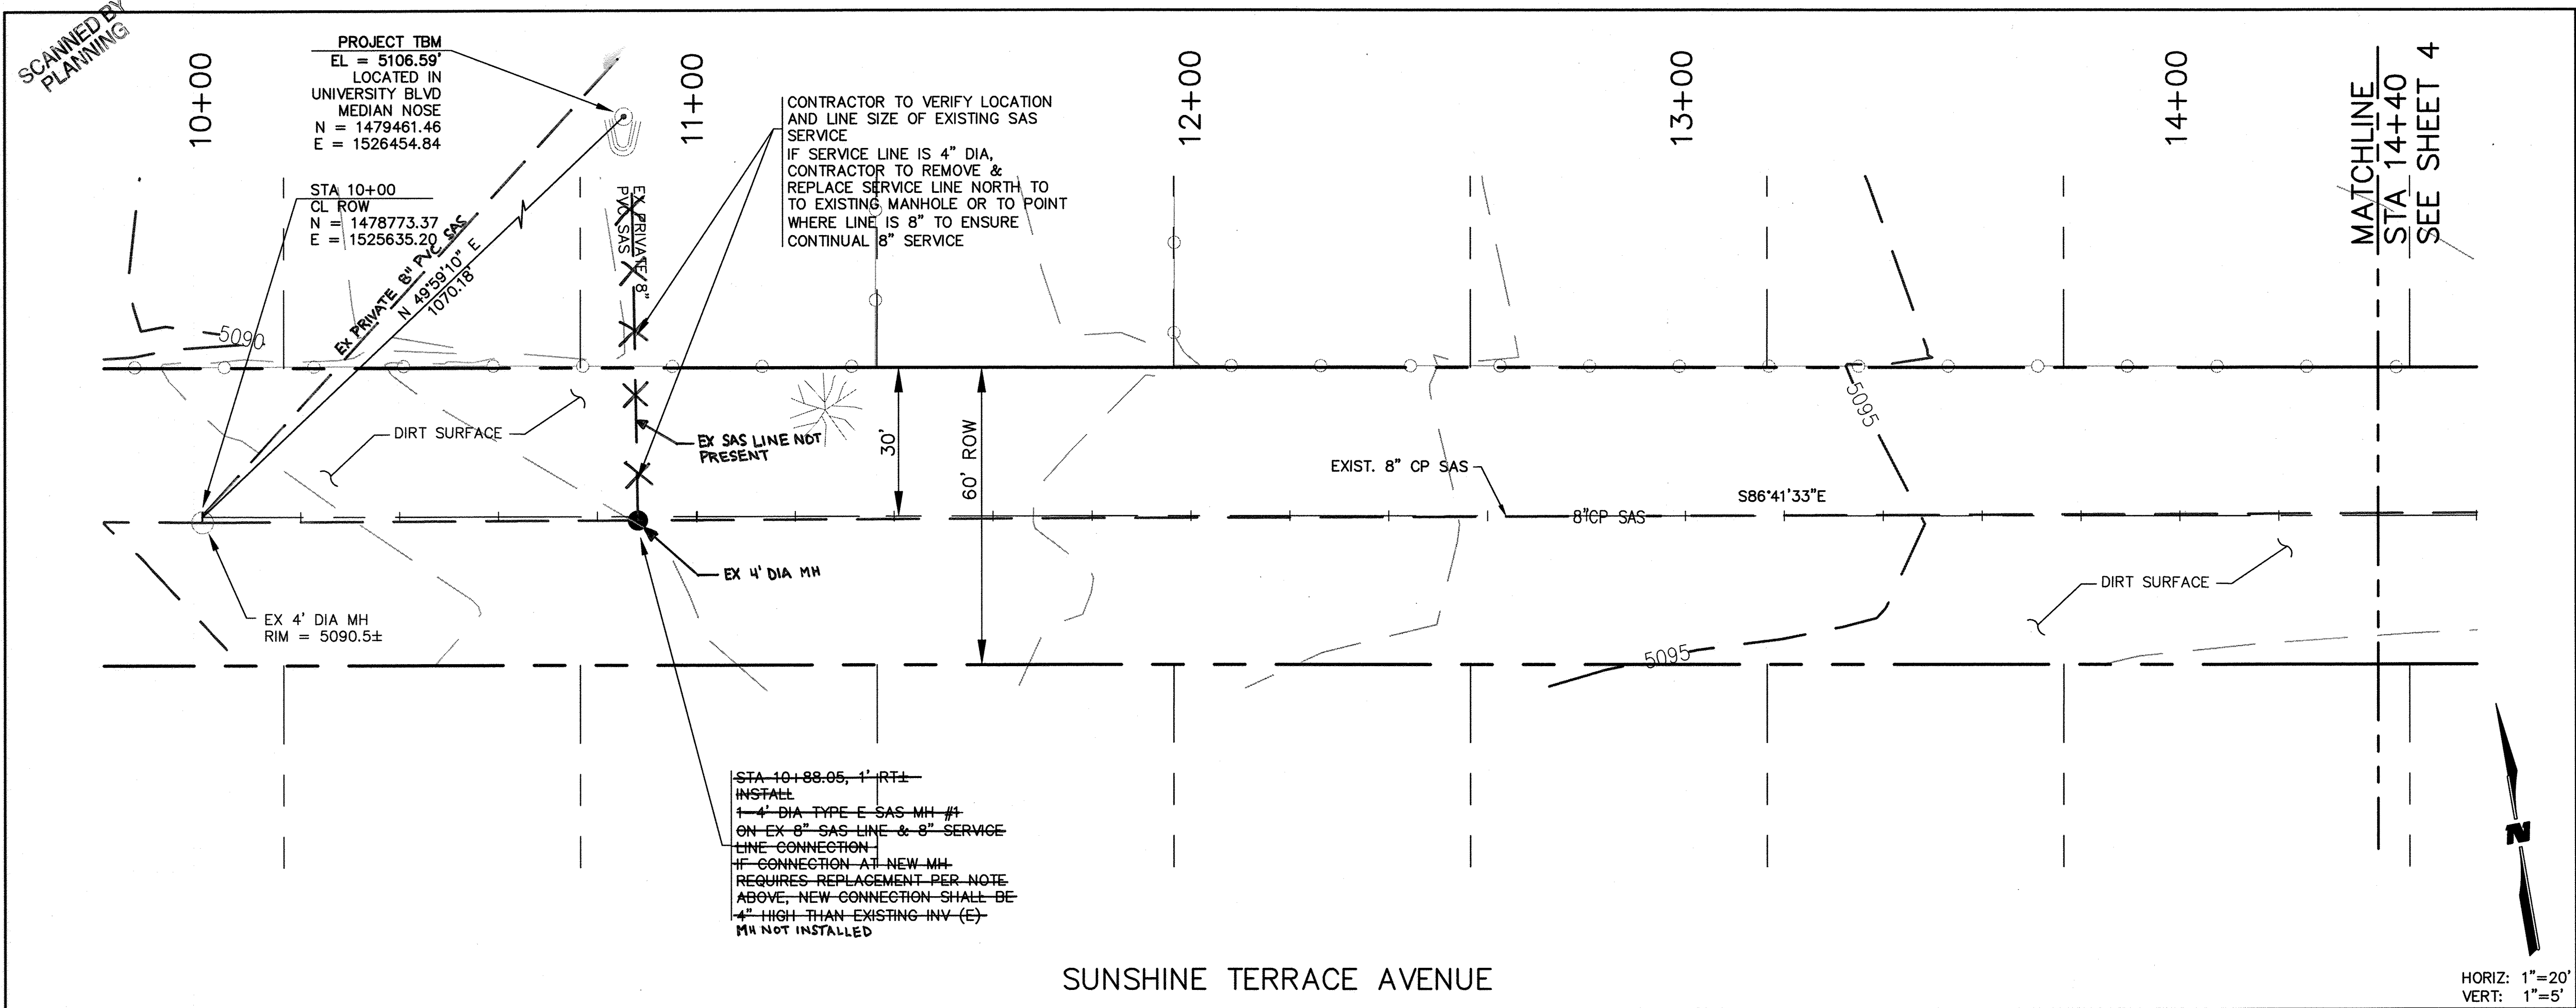 SCANNED BY
PLANNING
10+00
11+00
12+00
13+00
14+00
MATCHLINE
STA 14+40
SEE SHEET 4
PROJECT TBM
EL = 5106.59'
LOCATED IN
UNIVERSITY BLVD
MEDIAN NOSE
N = 1479461.46
E = 1526454.84
STA 10+00
CL ROW
N = 1478773.37
E = 1525635.20
EX PRIVATE 8" PVC SAS
N 49°59'10" E
1070.18'
EX PRIVATE 8"
PVC SAS
CONTRACTOR TO VERIFY LOCATION
AND LINE SIZE OF EXISTING SAS
SERVICE
IF SERVICE LINE IS 4" DIA,
CONTRACTOR TO REMOVE &
REPLACE SERVICE LINE NORTH TO
TO EXISTING MANHOLE OR TO POINT
WHERE LINE IS 8" TO ENSURE
CONTINUAL 8" SERVICE
5090
DIRT SURFACE
EX SAS LINE NOT
PRESENT
30'
60' ROW
EXIST. 8" CP SAS
8"CP SAS
S86°41'33"E
5095
EX 4' DIA MH
EX 4' DIA MH
RIM = 5090.5±
DIRT SURFACE
5095
STA 10+88.05, 1' RT±
INSTALL
1-4' DIA TYPE E SAS MH #1
ON EX 8" SAS LINE & 8" SERVICE
LINE CONNECTION
IF CONNECTION AT NEW MH
REQUIRES REPLACEMENT PER NOTE
ABOVE, NEW CONNECTION SHALL BE
4" HIGH THAN EXISTING INV (E)
MH NOT INSTALLED
N
SUNSHINE TERRACE AVENUE
HORIZ: 1"=20'
VERT: 1"=5'